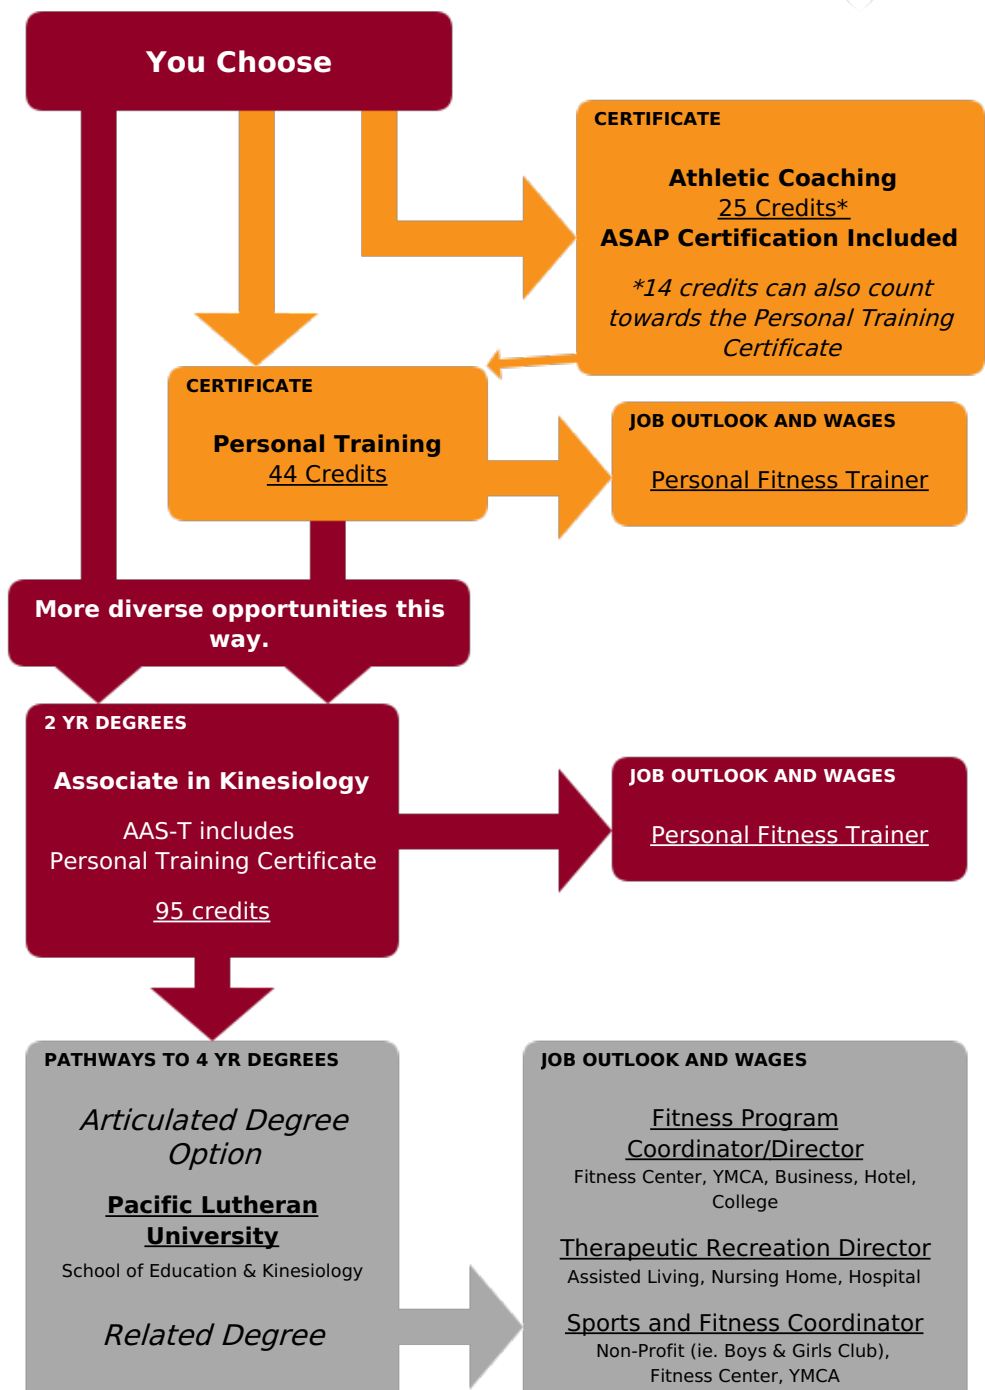 You Choose
CERTIFICATE
Athletic Coaching
25 Credits*
ASAP Certification Included
*14 credits can also count
towards the Personal Training
Certificate
CERTIFICATE
Personal Training
44 Credits
JOB OUTLOOK AND WAGES
Personal Fitness Trainer
More diverse opportunities this
way.
2 YR DEGREES
Associate in Kinesiology
AAS-T includes
Personal Training Certificate
95 credits
JOB OUTLOOK AND WAGES
Personal Fitness Trainer
PATHWAYS TO 4 YR DEGREES
Articulated Degree
Option
Pacific Lutheran
University
School of Education & Kinesiology
Related Degree
JOB OUTLOOK AND WAGES
Fitness Program
Coordinator/Director
Fitness Center, YMCA, Business, Hotel,
College
Therapeutic Recreation Director
Assisted Living, Nursing Home, Hospital
Sports and Fitness Coordinator
Non-Profit (ie. Boys & Girls Club),
Fitness Center, YMCA